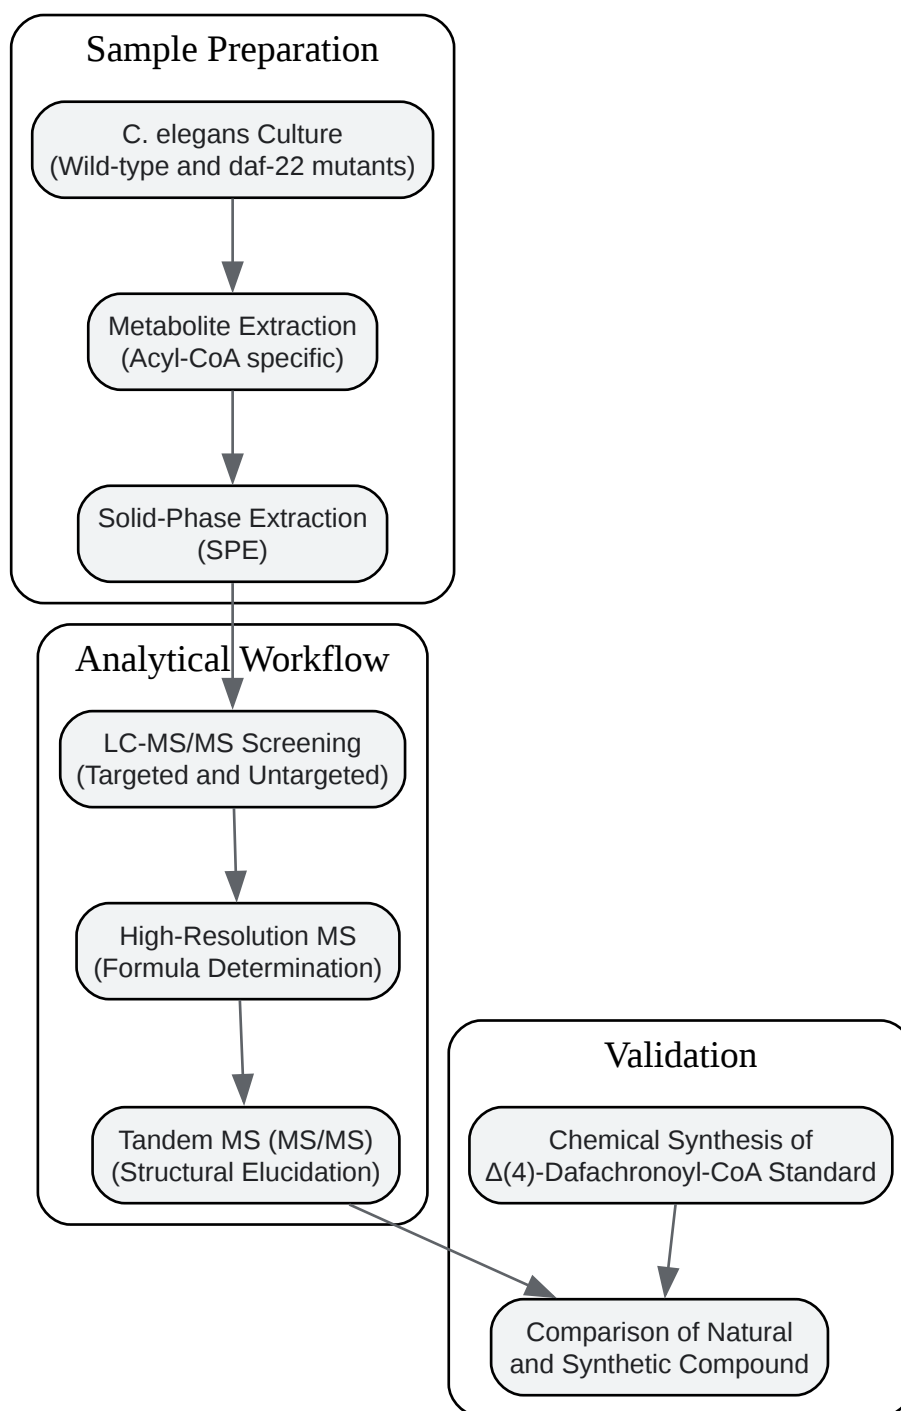 Sample Preparation
C. elegans Culture
(Wild-type and daf-22 mutants)
Metabolite Extraction
(Acyl-CoA specific)
Solid-Phase Extraction
(SPE)
Analytical Workflow
LC-MS/MS Screening
(Targeted and Untargeted)
High-Resolution MS
(Formula Determination)
Tandem MS (MS/MS)
(Structural Elucidation)
Validation
Chemical Synthesis of
Δ(4)-Dafachronoyl-CoA Standard
Comparison of Natural
and Synthetic Compound